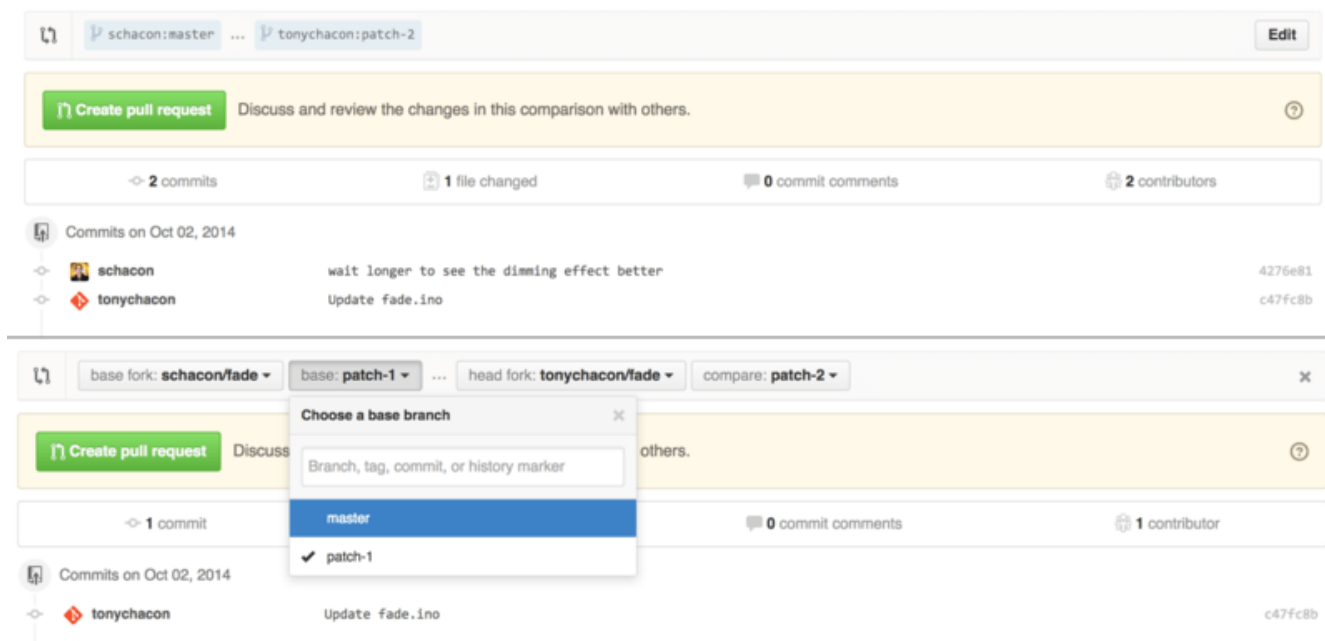 schacon:master ... tonychacon:patch-2 Edit
Create pull request Discuss and review the changes in this comparison with others.
2 commits 1 file changed 0 commit comments 2 contributors
Commits on Oct 02, 2014
schacon wait longer to see the dimming effect better 4276e81
tonychacon Update fade.ino c47fc8b
base fork: schacon/fade base: patch-1 ... head fork: tonychacon/fade compare: patch-2
Choose a base branch
Create pull request Discuss others.
Branch, tag, commit, or history marker
1 commit master 0 commit comments 1 contributor
patch-1
Commits on Oct 02, 2014
tonychacon Update fade.ino c47fc8b